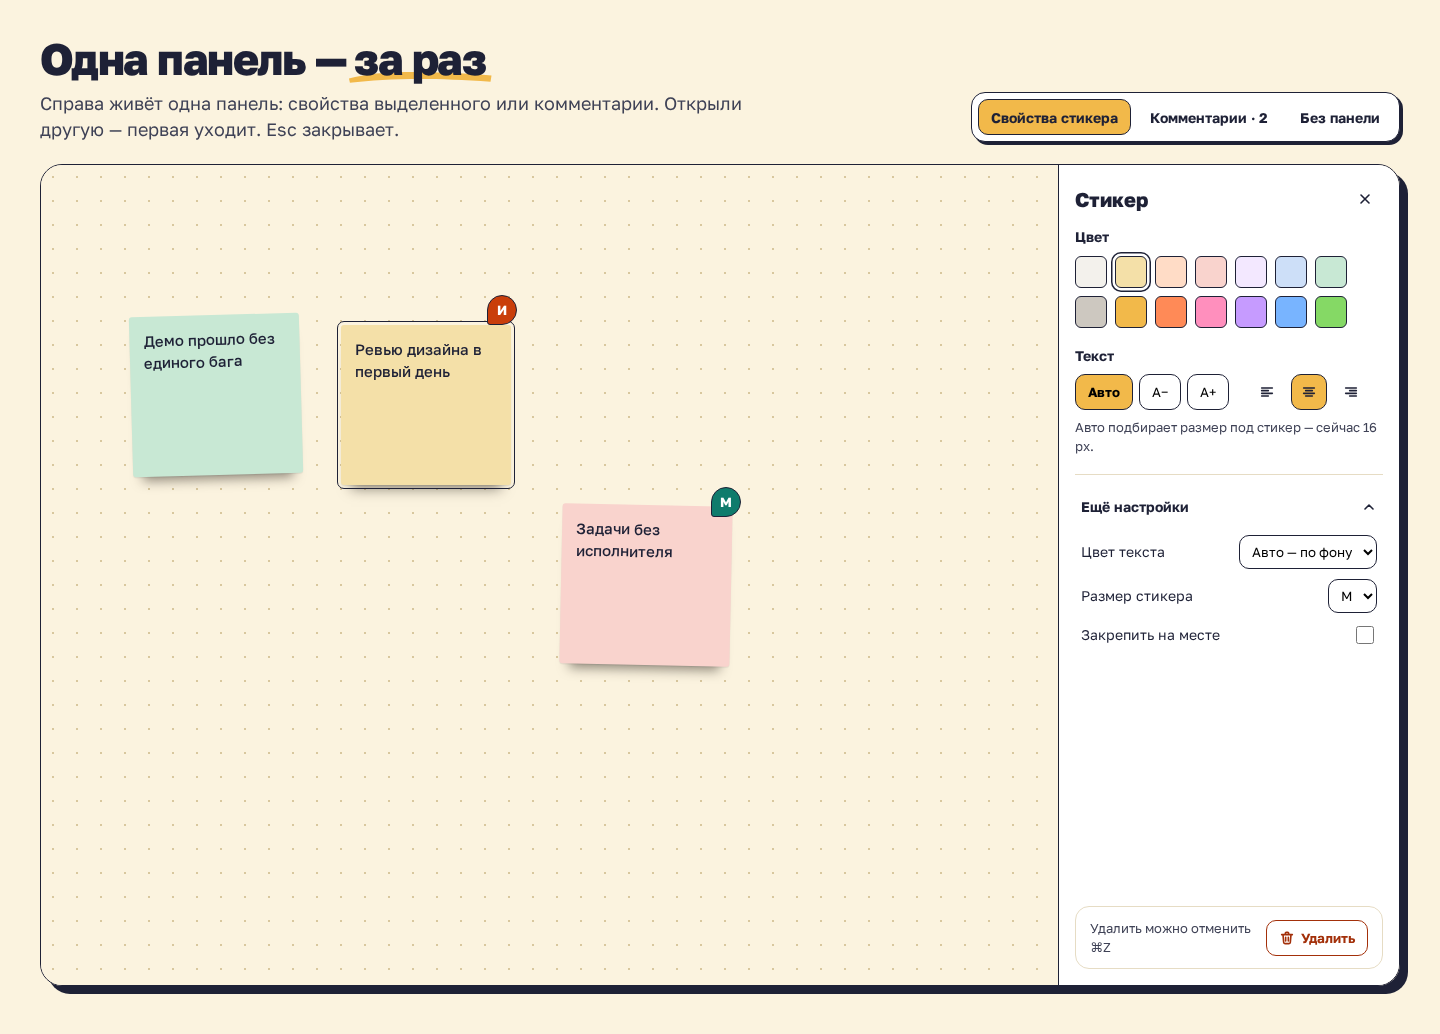 Одна панель — за раз
Справа живёт одна панель: свойства выделенного или комментарии. Открыли
другую — первая уходит. Esc закрывает.
Свойства стикера
Комментарии · 2
Без панели
Демо прошло без
единого бага
И
Ревью дизайна в
первый день
М
Задачи без
исполнителя
Стикер
Цвет
Текст
Авто
A−
A+
Авто подбирает размер под стикер — сейчас 16
px.
Ещё настройки
Цвет текста
Авто — по фону
Размер стикера
M
Закрепить на месте
Удалить можно отменить
⌘Z
Удалить